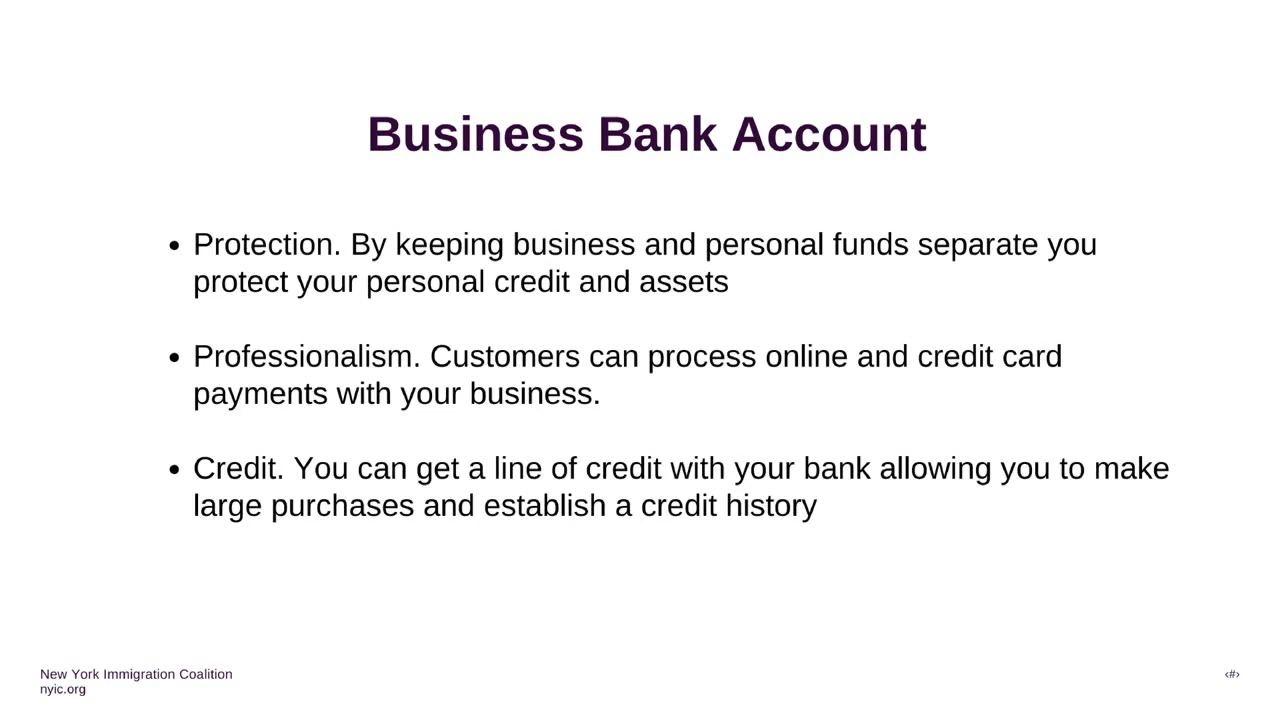 Business Bank Account
• Protection. By keeping business and personal funds separate you
protect your personal credit and assets
• Professionalism. Customers can process online and credit card
payments with your business.
• Credit. You can get a line of credit with your bank allowing you to make
large purchases and establish a credit history
New York Immigration Coalition
nyic.org
‹#›